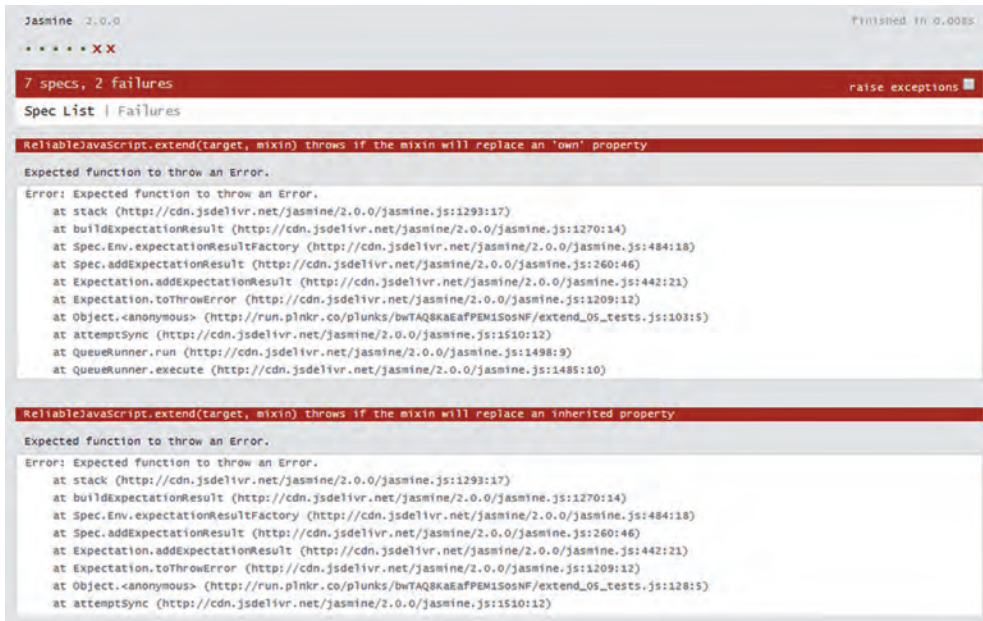 Jasmine 2.0.0
finished in 0.008s
• • • • • x x
7 specs, 2 failures
raise exceptions
Spec List | Failures
ReliableJavaScript.extend(target, mixin) throws if the mixin will replace an 'own' property
Expected function to throw an Error.
Error: Expected function to throw an Error.
at stack (http://cdn.jsdelivr.net/jasmine/2.0.0/jasmine.js:1293:17)
at buildExpectationResult (http://cdn.jsdelivr.net/jasmine/2.0.0/jasmine.js:1270:14)
at Spec.Env.expectationResultFactory (http://cdn.jsdelivr.net/jasmine/2.0.0/jasmine.js:484:18)
at Spec.addExpectationResult (http://cdn.jsdelivr.net/jasmine/2.0.0/jasmine.js:260:46)
at Expectation.addExpectationResult (http://cdn.jsdelivr.net/jasmine/2.0.0/jasmine.js:442:21)
at Expectation.toThrowError (http://cdn.jsdelivr.net/jasmine/2.0.0/jasmine.js:1209:12)
at Object.<anonymous> (http://run.plnkr.co/plunks/bwTAQ8KaEafPEM1SosNF/extend_05_tests.js:103:5)
at attemptSync (http://cdn.jsdelivr.net/jasmine/2.0.0/jasmine.js:1510:12)
at QueueRunner.run (http://cdn.jsdelivr.net/jasmine/2.0.0/jasmine.js:1498:9)
at QueueRunner.execute (http://cdn.jsdelivr.net/jasmine/2.0.0/jasmine.js:1485:10)
ReliableJavaScript.extend(target, mixin) throws if the mixin will replace an inherited property
Expected function to throw an Error.
Error: Expected function to throw an Error.
at stack (http://cdn.jsdelivr.net/jasmine/2.0.0/jasmine.js:1293:17)
at buildExpectationResult (http://cdn.jsdelivr.net/jasmine/2.0.0/jasmine.js:1270:14)
at Spec.Env.expectationResultFactory (http://cdn.jsdelivr.net/jasmine/2.0.0/jasmine.js:484:18)
at Spec.addExpectationResult (http://cdn.jsdelivr.net/jasmine/2.0.0/jasmine.js:260:46)
at Expectation.addExpectationResult (http://cdn.jsdelivr.net/jasmine/2.0.0/jasmine.js:442:21)
at Expectation.toThrowError (http://cdn.jsdelivr.net/jasmine/2.0.0/jasmine.js:1209:12)
at Object.<anonymous> (http://run.plnkr.co/plunks/bwTAQ8KaEafPEM1SosNF/extend_05_tests.js:128:5)
at attemptSync (http://cdn.jsdelivr.net/jasmine/2.0.0/jasmine.js:1510:12)